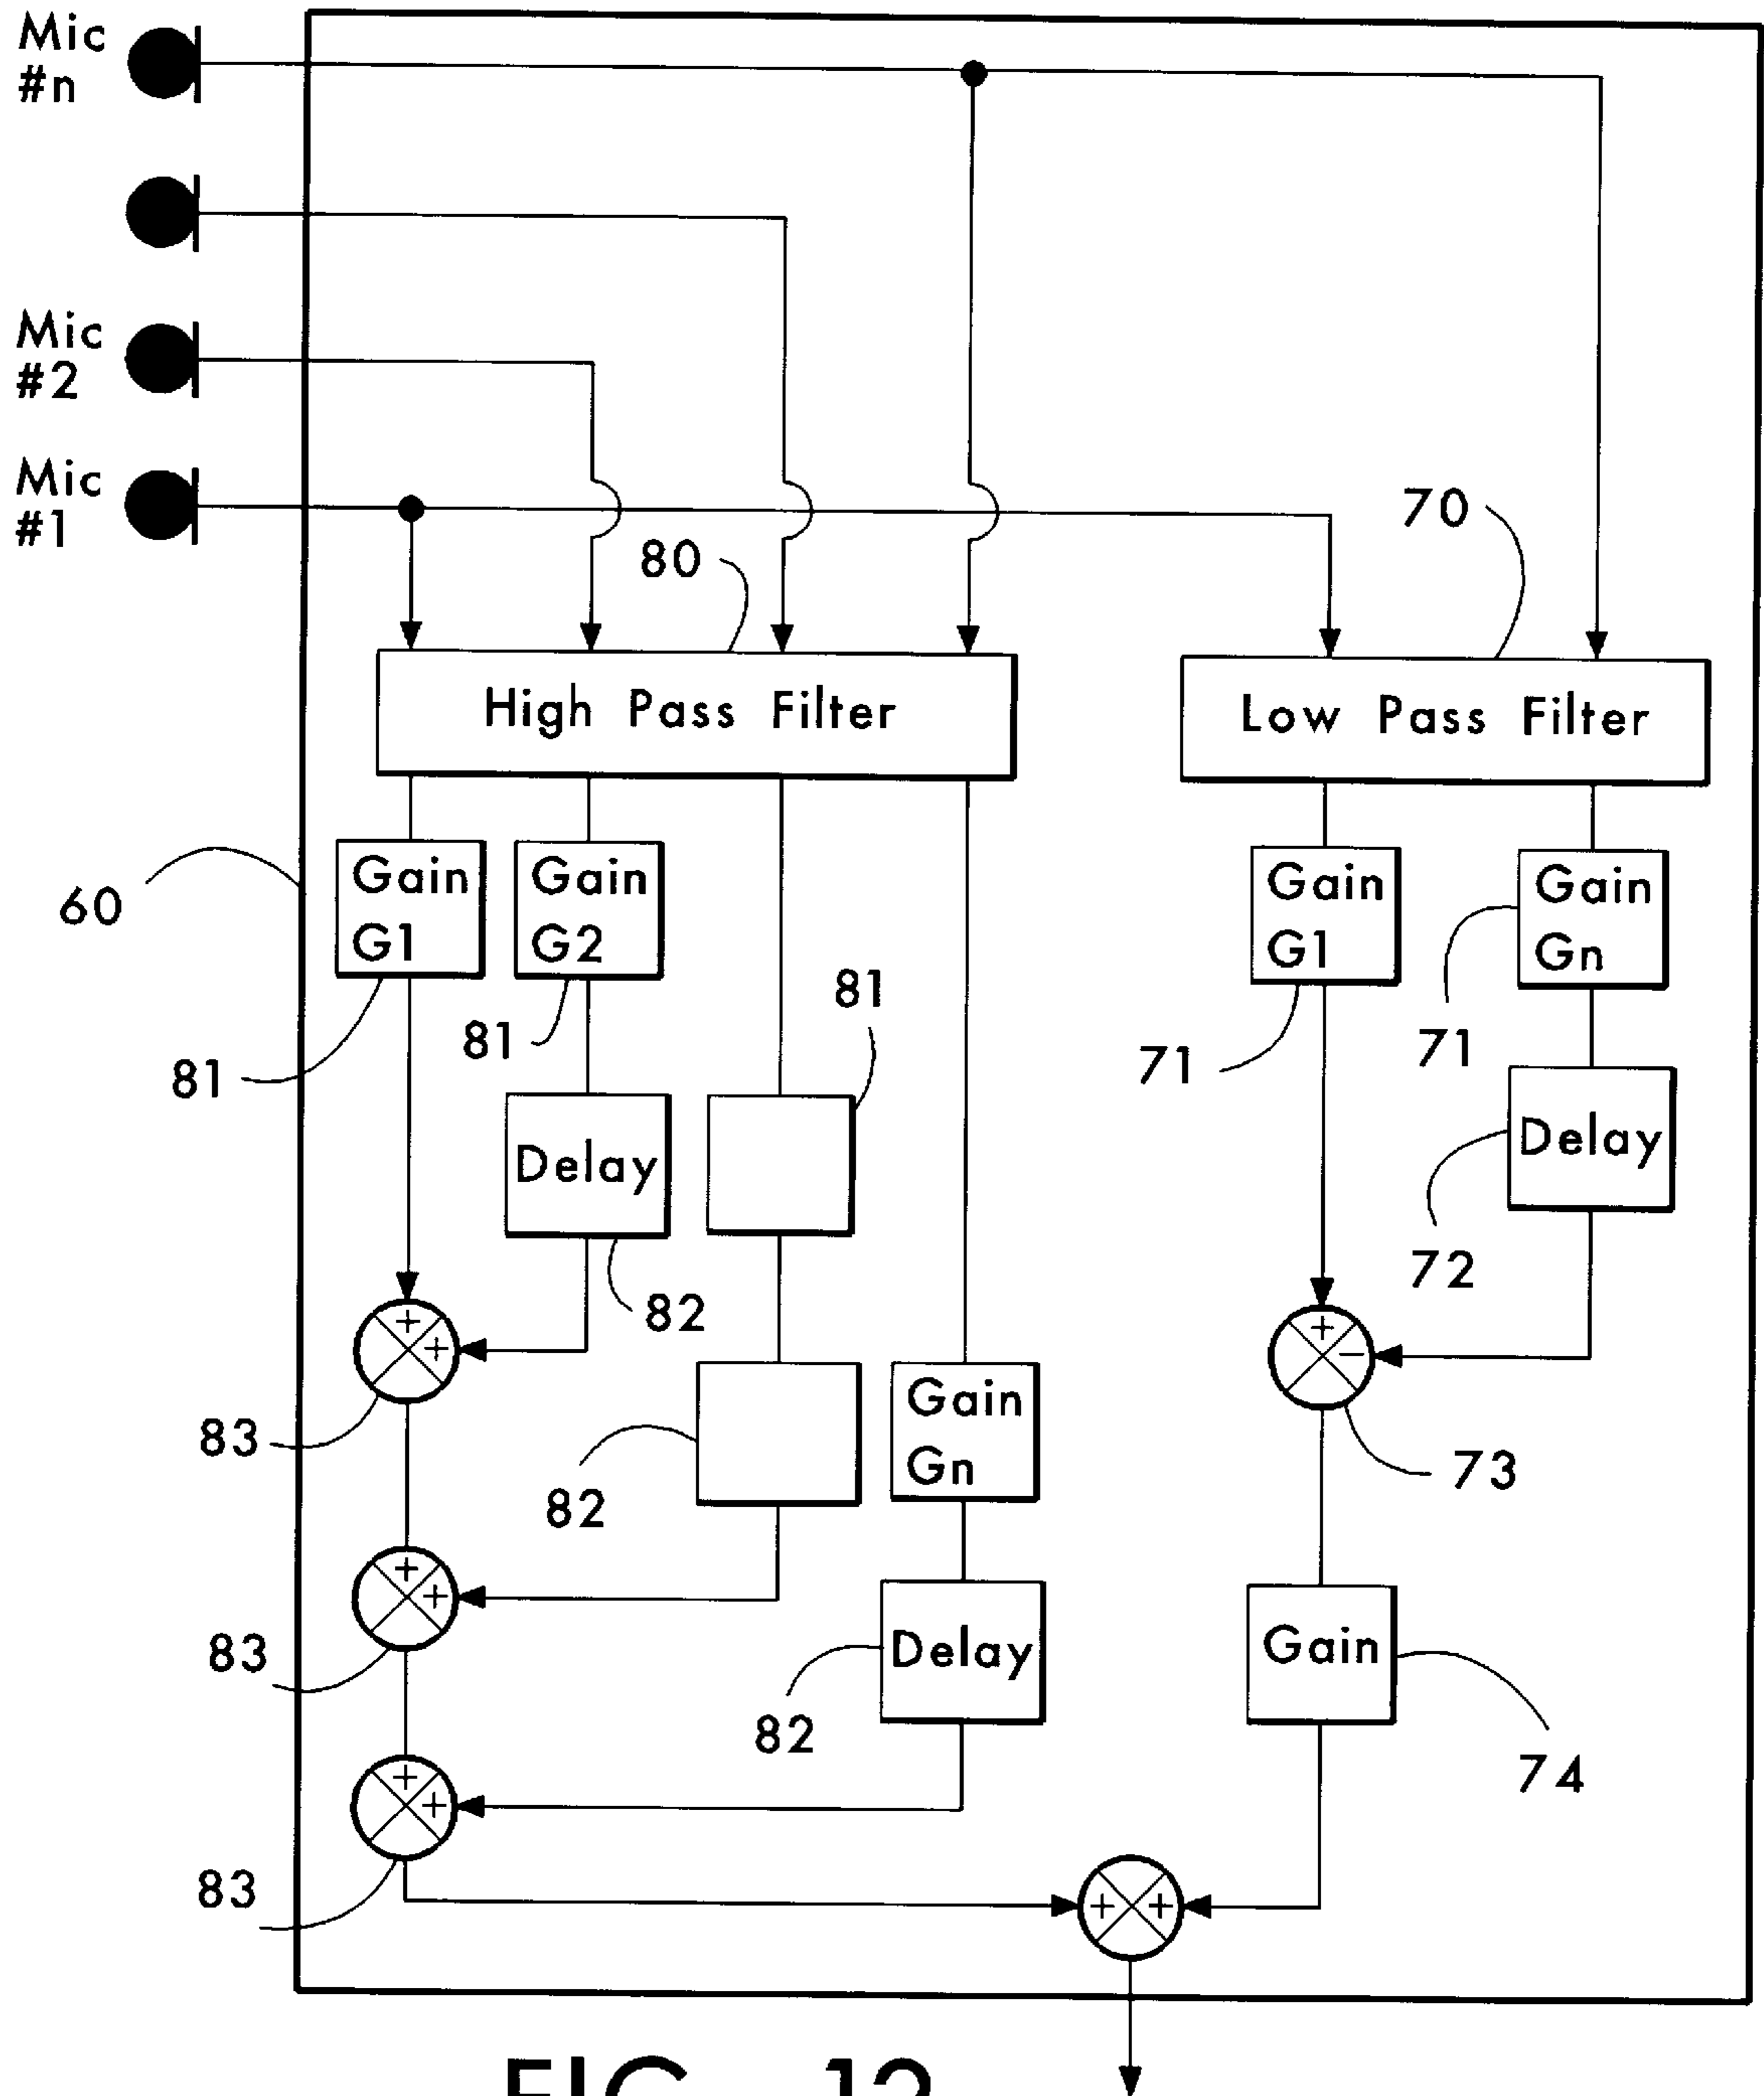 Mic
#n
Mic
#2
Mic
#1
70
80
High Pass Filter
Low Pass Filter
60
Gain
G1
Gain
G2
Gain
G1
Gain
Gn
81
81
81
71
71
Delay
Delay
72
82
+
+
+
−
83
82
Gain
Gn
73
+
+
83
Delay
82
Gain
74
+
+
83
+
+
FIG. 12